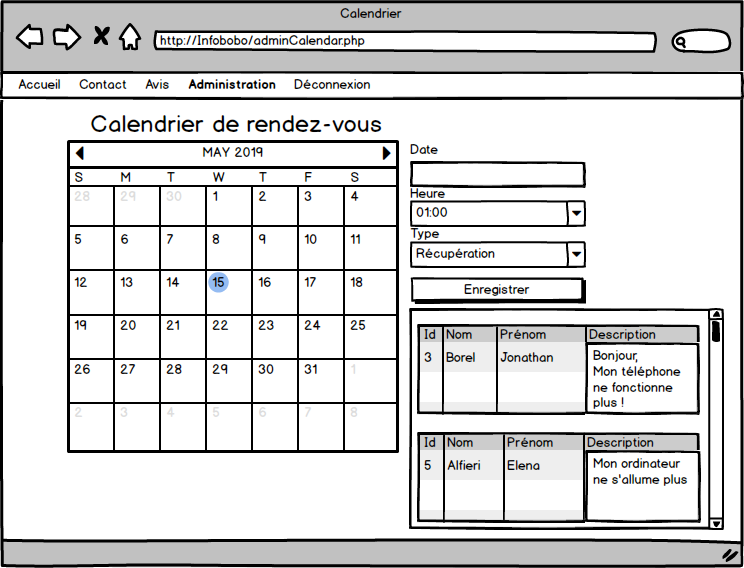 Calendrier
http://Infobobo/adminCalendar.php
Accueil Contact Avis Administration Déconnexion
Calendrier de rendez-vous
MAY 2019
S M T W T F S
28 29 30 1 2 3 4
5 6 7 8 9 10 11
12 13 14 15 16 17 18
19 20 21 22 23 24 25
26 27 28 29 30 31 1
2 3 4 5 6 7 8
Date
Heure
01:00
Type
Récupération
Enregistrer
Id Nom Prénom Description
3 Borel Jonathan Bonjour,
Mon téléphone
ne fonctionne
plus !
Id Nom Prénom Description
5 Alfieri Elena Mon ordinateur
ne s'allume plus